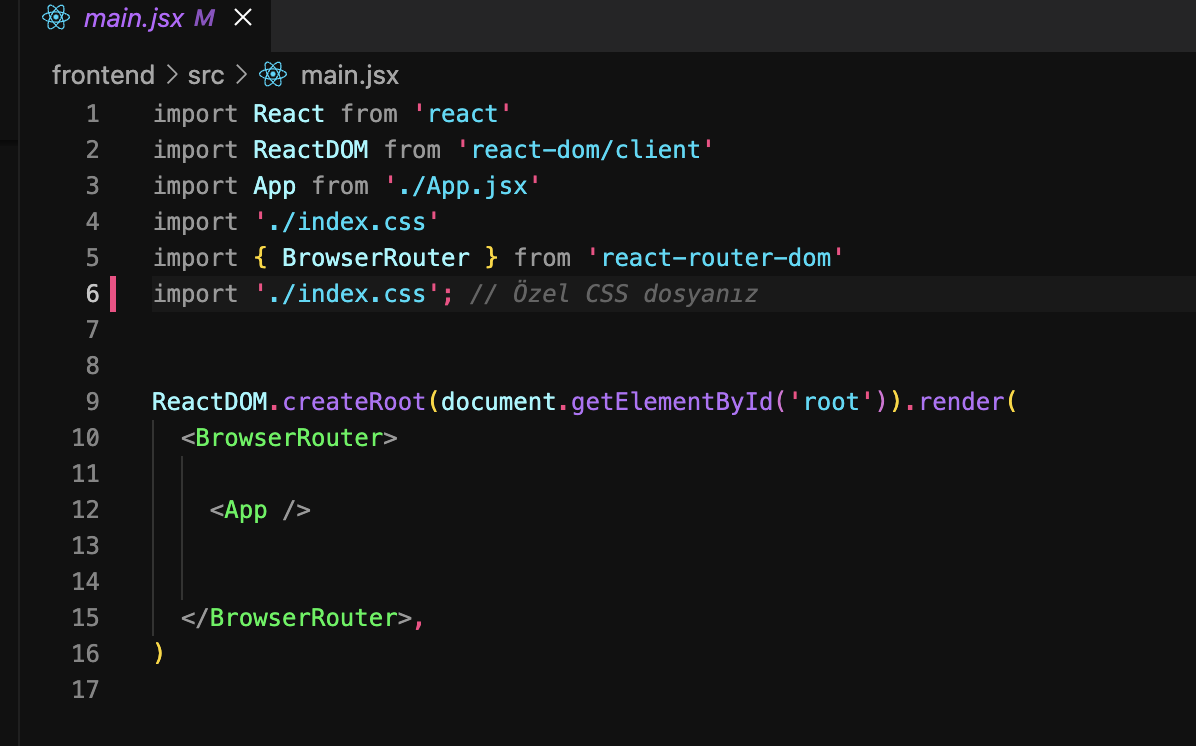 main.jsx M
frontend > src > main.jsx
1 import React from 'react'
2 import ReactDOM from 'react-dom/client'
3 import App from './App.jsx'
4 import './index.css'
5 import { BrowserRouter } from 'react-router-dom'
6 import './index.css'; // Özel CSS dosyanız
7
8
9 ReactDOM.createRoot(document.getElementById('root')).render(
10   <BrowserRouter>
11
12     <App />
13
14
15   </BrowserRouter>,
16 )
17